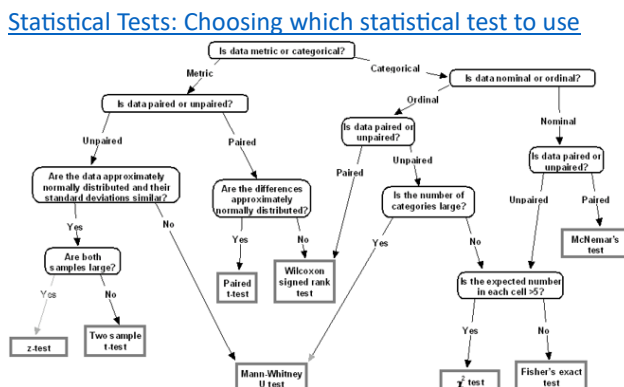 Statistical Tests: Choosing which statistical test to use
Is data metric or categorical?
Metric
Categorical
Is data nominal or ordinal?
Is data paired or unpaired?
Ordinal
Nominal
Is data paired or
unpaired?
Unpaired
Paired
Is data paired or
unpaired?
Paired
Unpaired
Are the data approximately
normally distributed and their
standard deviations similar?
Are the differences
approximately
normally distributed?
Is the number of
categories large?
Unpaired
Paired
Yes
No
Yes
No
Yes
No
McNemar's
test
Are both
samples large?
Yes
No
Paired
t-test
Wilcoxon
signed rank
test
Is the expected number
in each cell >5?
Yes
No
z-test
Two sample
t-test
Mann-Whitney
U test
χ² test
Fisher's exact
test